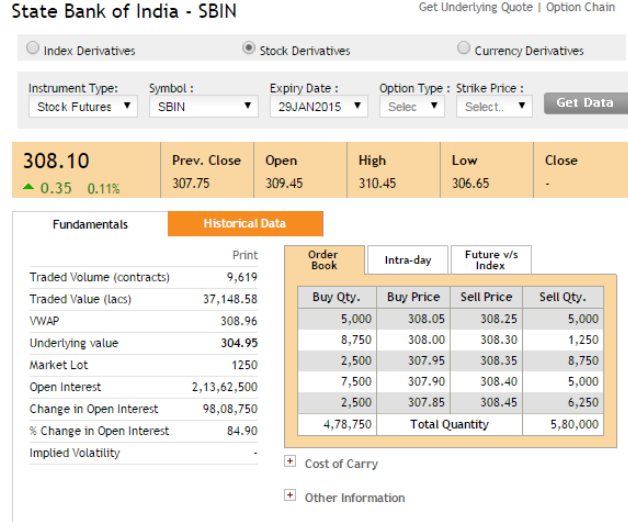 State Bank of India - SBIN
Get Underlying Quote | Option Chain
Index Derivatives Stock Derivatives Currency Derivatives
Instrument Type: Symbol : Expiry Date : Option Type : Strike Price :
Stock Futures SBIN 29JAN2015 Selec Select.. Get Data
308.10 Prev. Close Open High Low Close
0.35 0.11% 307.75 309.45 310.45 306.65 -
Fundamentals Historical Data
Print
Traded Volume (contracts) 9,619
Traded Value (lacs) 37,148.58
VWAP 308.96
Underlying value 304.95
Market Lot 1250
Open Interest 2,13,62,500
Change in Open Interest 98,08,750
% Change in Open Interest 84.90
Implied Volatility -
Order Book Intra-day Future v/s Index
Buy Qty. Buy Price Sell Price Sell Qty.
5,000 308.05 308.25 5,000
8,750 308.00 308.30 1,250
2,500 307.95 308.35 8,750
7,500 307.90 308.40 5,000
2,500 307.85 308.45 6,250
4,78,750 Total Quantity 5,80,000
+ Cost of Carry
+ Other Information